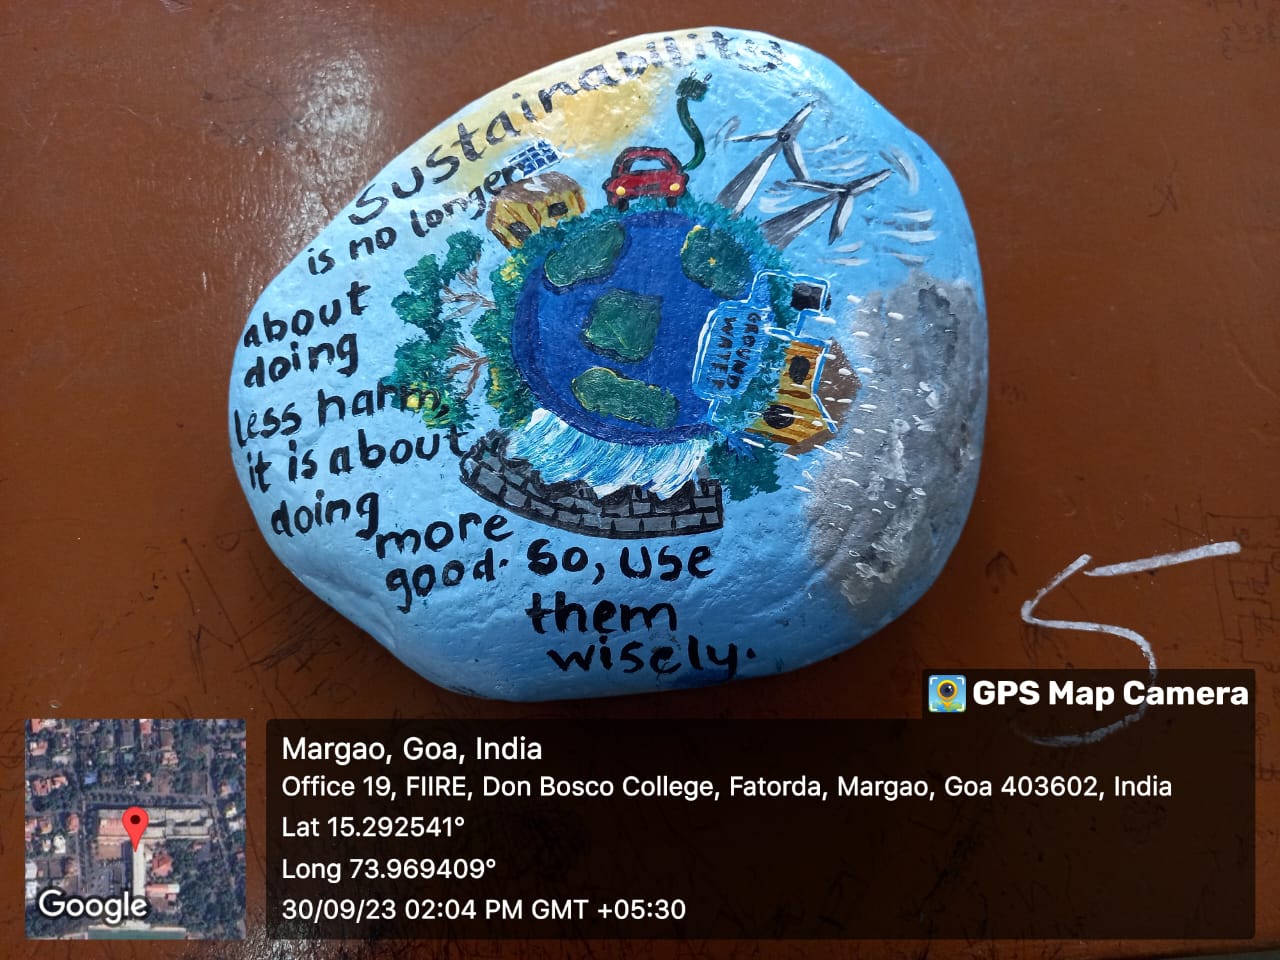 Sustainability
is no longer
about
doing
less harm,
it is about
doing
more
good. So, use
them
wisely.
GROUND
WATER
5
GPS Map Camera
Margao, Goa, India
Office 19, FIIRE, Don Bosco College, Fatorda, Margao, Goa 403602, India
Lat 15.292541°
Long 73.969409°
30/09/23 02:04 PM GMT +05:30
Google